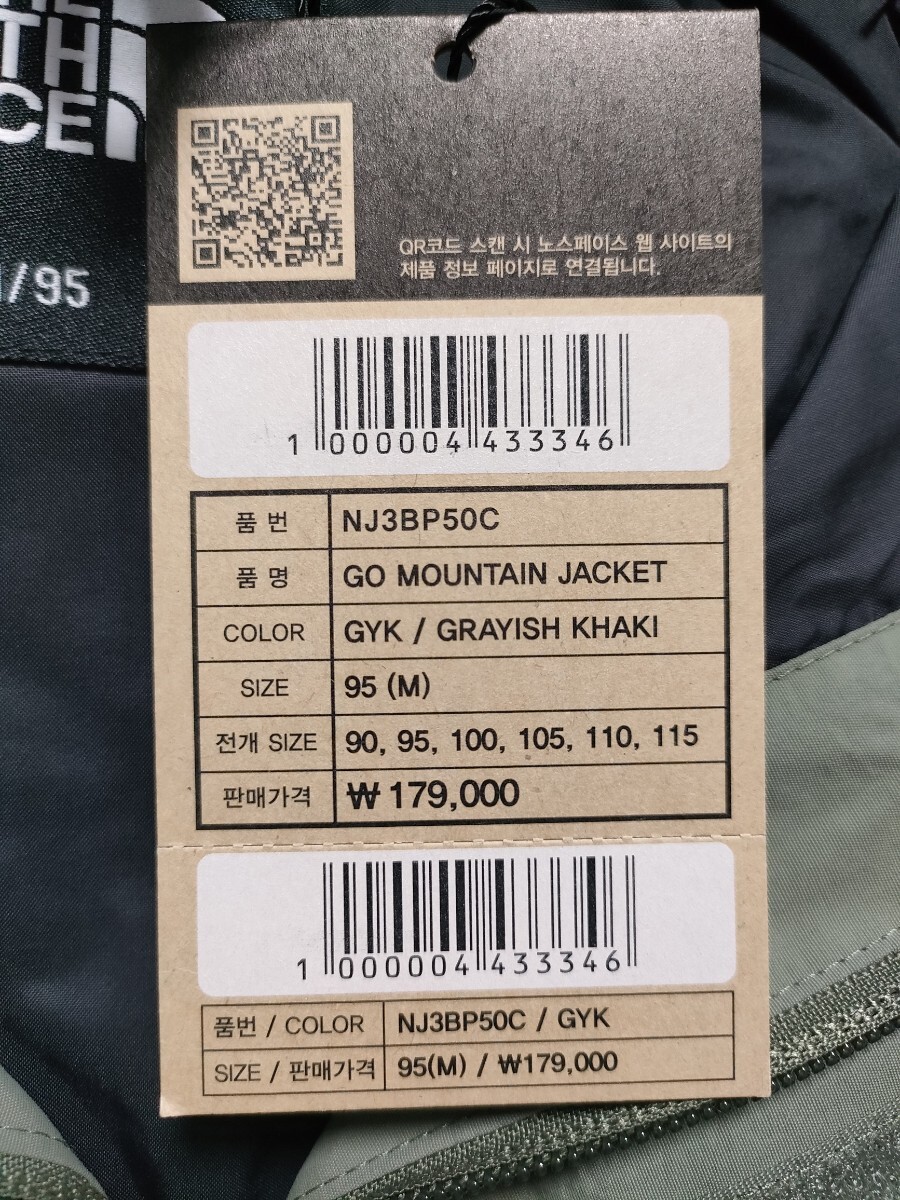 TH
CE
/95
QR코드 스캔 시 노스페이스 웹 사이트의
제품 정보 페이지로 연결됩니다.
1 000004 433346
품 번 NJ3BP50C
품 명 GO MOUNTAIN JACKET
COLOR GYK / GRAYISH KHAKI
SIZE 95 (M)
전개 SIZE 90, 95, 100, 105, 110, 115
판매가격 ₩ 179,000
1 000004 433346
품번 / COLOR NJ3BP50C / GYK
SIZE / 판매가격 95(M) / ₩179,000